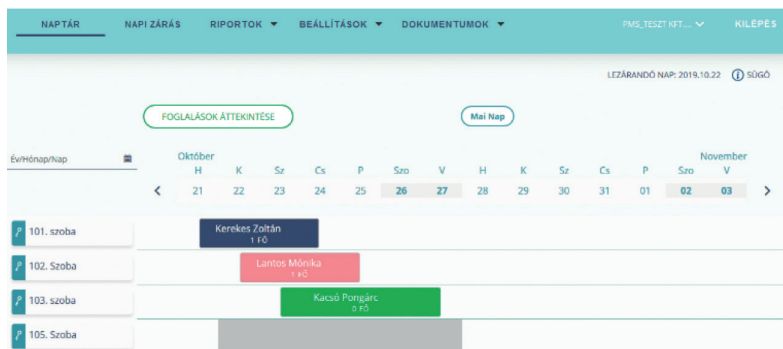 NAPTÁR NAPI ZÁRÁS RIPORTOK BEÁLLÍTÁSOK DOKUMENTUMOK PMS_TESZT KFT.... KILÉPÉS
LEZÁRANDÓ NAP: 2019.10.22 i SÚGÓ
FOGLALÁSOK ÁTTEKINTÉSE Mai Nap
Év/Hónap/Nap Október November
H K Sz Cs P Szo V H K Sz Cs P Szo V
21 22 23 24 25 26 27 28 29 30 31 01 02 03
101. szoba Kerekes Zoltán
1 FŐ
102. Szoba Lantos Mónika
1 FŐ
103. szoba Kacsó Pongárc
0 FŐ
105. Szoba